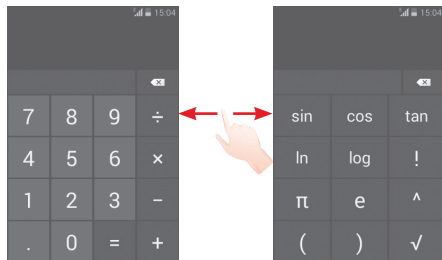 15:04
7 8 9 ÷
4 5 6 ×
1 2 3 −
. 0 = +
15:04
sin cos tan
ln log !
π e ^
( ) √